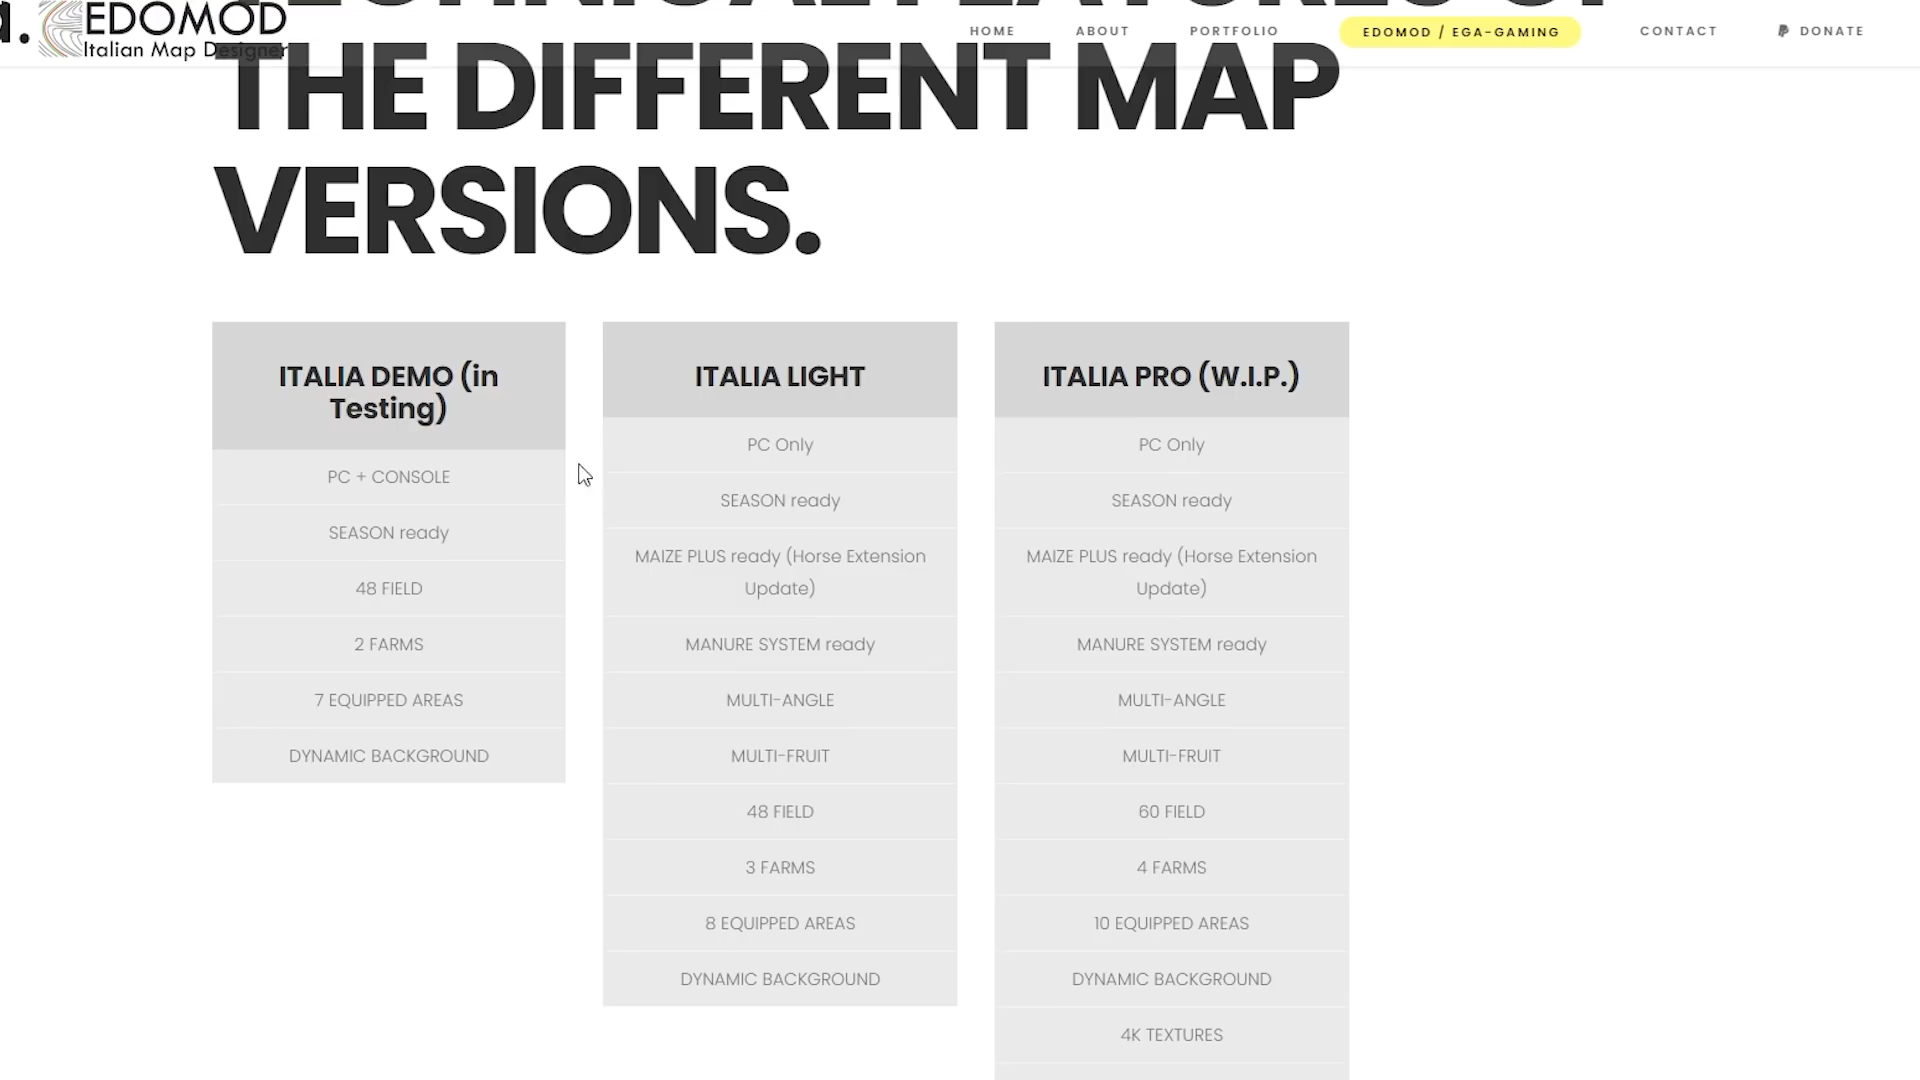 EDOMOD
Italian Map Designer
HOME
ABOUT
PORTFOLIO
EDOMOD / EGA-GAMING
CONTACT
DONATE
THE DIFFERENT MAP
VERSIONS.
ITALIA DEMO (in
Testing)
PC + CONSOLE
SEASON ready
48 FIELD
2 FARMS
7 EQUIPPED AREAS
DYNAMIC BACKGROUND
ITALIA LIGHT
PC Only
SEASON ready
MAIZE PLUS ready (Horse Extension
Update)
MANURE SYSTEM ready
MULTI-ANGLE
MULTI-FRUIT
48 FIELD
3 FARMS
8 EQUIPPED AREAS
DYNAMIC BACKGROUND
ITALIA PRO (W.I.P.)
PC Only
SEASON ready
MAIZE PLUS ready (Horse Extension
Update)
MANURE SYSTEM ready
MULTI-ANGLE
MULTI-FRUIT
60 FIELD
4 FARMS
10 EQUIPPED AREAS
DYNAMIC BACKGROUND
4K TEXTURES